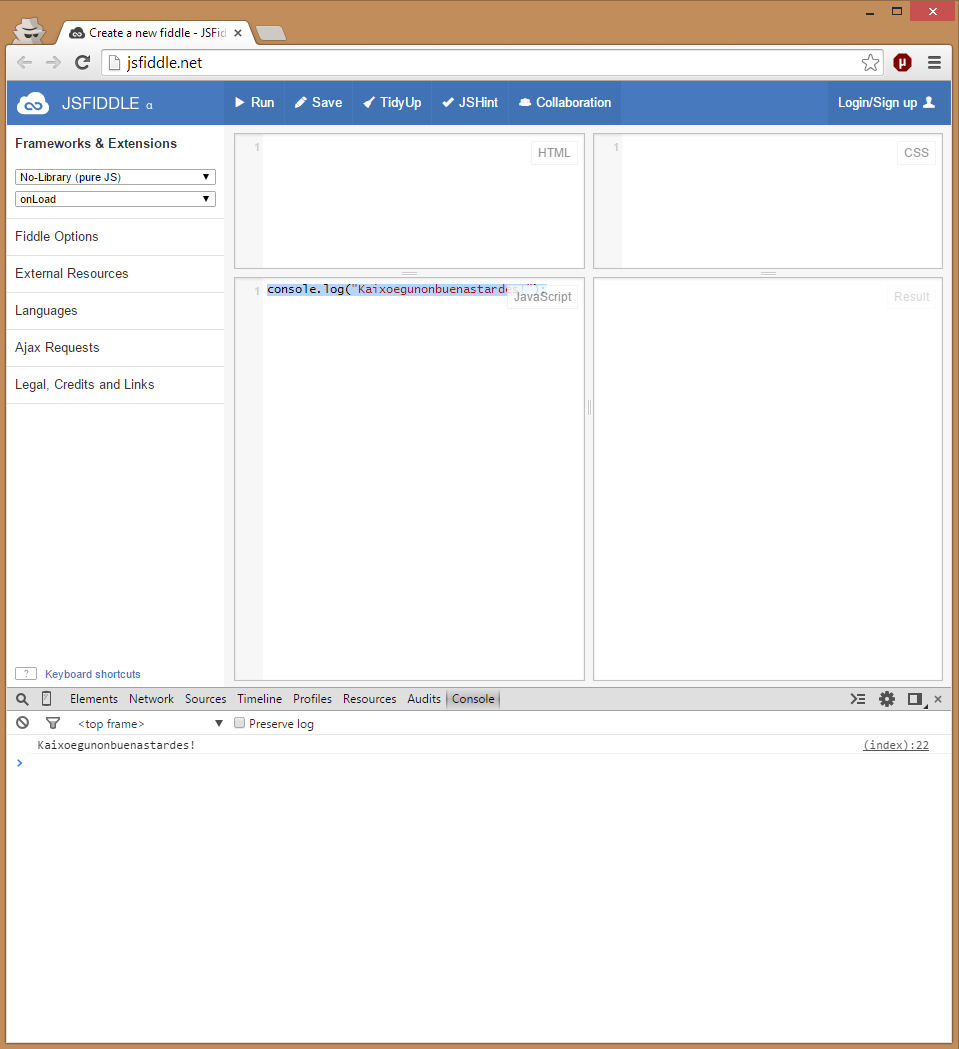 Create a new fiddle - JSFid
jsfiddle.net
JSFIDDLE α
Run Save TidyUp JSHint Collaboration Login/Sign up
Frameworks & Extensions
No-Library (pure JS)
onLoad
Fiddle Options
External Resources
Languages
Ajax Requests
Legal, Credits and Links
? Keyboard shortcuts
1 HTML
1 CSS
1 console.log("Kaixoegunonbuenastardes!");
JavaScript
Result
Elements Network Sources Timeline Profiles Resources Audits Console
<top frame> Preserve log
Kaixoegunonbuenastardes! (index):22
>